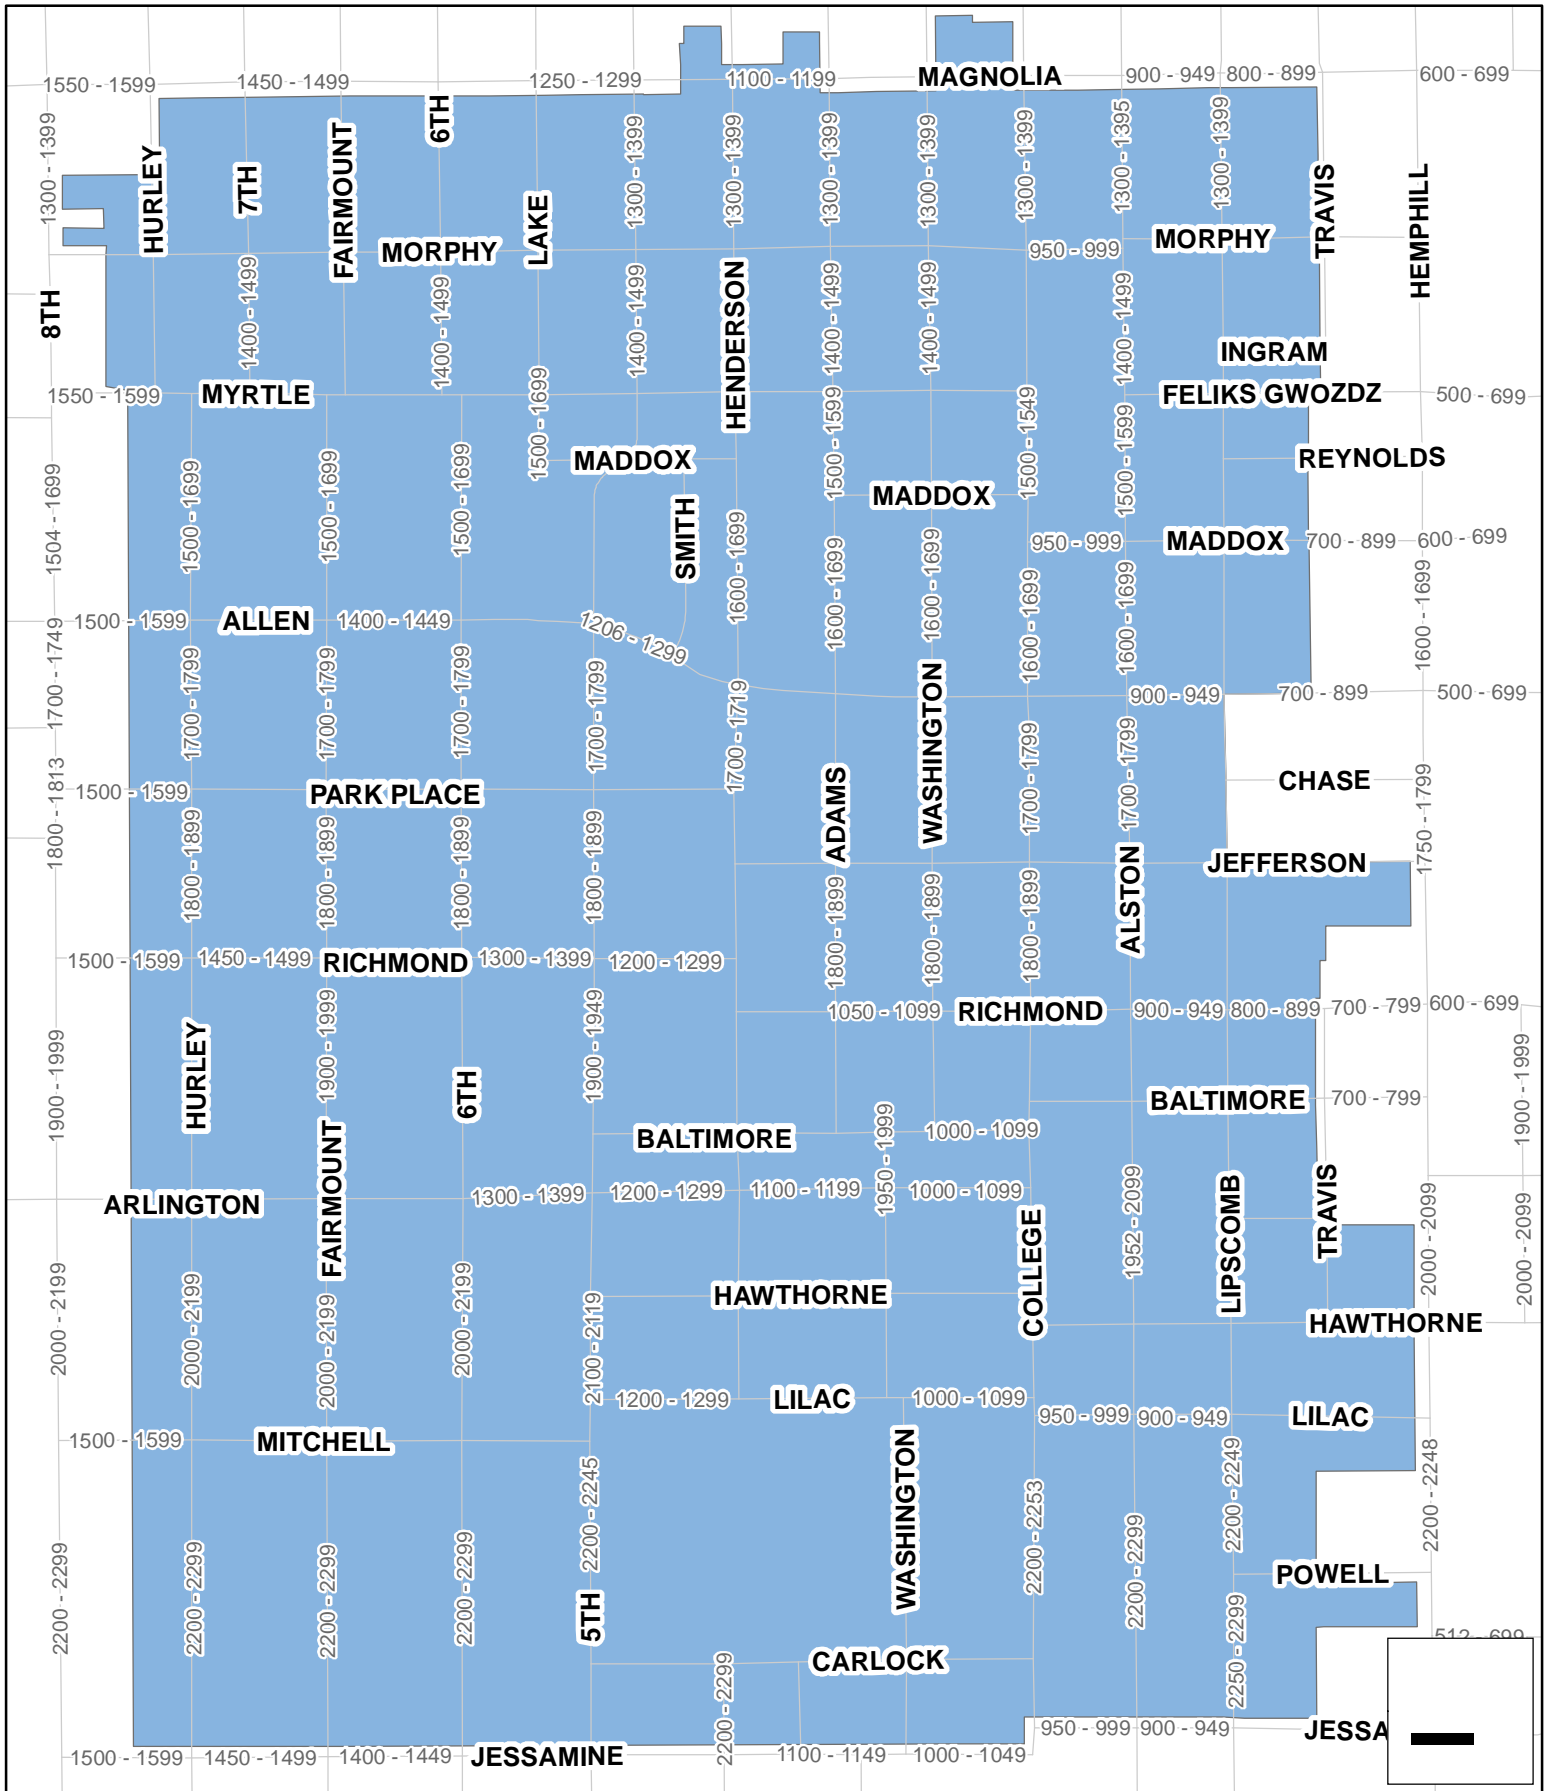 1550 - 1599
1450 - 1499
1250 - 1299
1100 - 1199
MAGNOLIA
900 - 949
800 - 899
600 - 699
1300 - 1399
HURLEY
7TH
FAIRMOUNT
6TH
LAKE
1300 - 1399
1300 - 1399
1300 - 1399
1300 - 1399
1300 - 1399
1300 - 1395
1300 - 1399
TRAVIS
HEMPHILL
MORPHY
950 - 999
MORPHY
8TH
1400 - 1499
1400 - 1499
1400 - 1499
HENDERSON
1400 - 1499
1400 - 1499
1400 - 1499
INGRAM
1550 - 1599
MYRTLE
FELIKS GWOZDZ
500 - 699
1500 - 1699
MADDOX
1500 - 1599
1500 - 1549
1500 - 1599
REYNOLDS
1504 - 1699
1500 - 1699
1500 - 1699
1500 - 1699
SMITH
MADDOX
1600 - 1699
1600 - 1699
1600 - 1699
950 - 999
MADDOX
700 - 899
600 - 699
1600 - 1699
1600 - 1699
1600 - 1699
1500 - 1599
ALLEN
1400 - 1449
1206 - 1299
1700 - 1749
1700 - 1799
1700 - 1799
1700 - 1799
1700 - 1799
1700 - 1719
WASHINGTON
900 - 949
700 - 899
500 - 699
1700 - 1799
1700 - 1799
1800 - 1813
1500 - 1599
PARK PLACE
ADAMS
CHASE
1750 - 1799
1800 - 1899
1800 - 1899
1800 - 1899
1800 - 1899
JEFFERSON
ALSTON
1800 - 1899
1800 - 1899
1800 - 1899
1500 - 1599
1450 - 1499
RICHMOND
1300 - 1399
1200 - 1299
1050 - 1099
RICHMOND
900 - 949
800 - 899
700 - 799
600 - 699
1900 - 1999
HURLEY
1900 - 1999
6TH
1900 - 1949
BALTIMORE
700 - 799
1900 - 1999
BALTIMORE
1950 - 1999
1000 - 1099
ARLINGTON
FAIRMOUNT
1300 - 1399
1200 - 1299
1100 - 1199
1000 - 1099
1952 - 2099
LIPSCOMB
TRAVIS
2000 - 2099
2000 - 2099
COLLEGE
2000 - 2199
2000 - 2199
2000 - 2199
2000 - 2199
2100 - 2119
HAWTHORNE
HAWTHORNE
1200 - 1299
LILAC
1000 - 1099
950 - 999
900 - 949
LILAC
1500 - 1599
MITCHELL
2200 - 2245
WASHINGTON
2200 - 2253
2200 - 2249
2200 - 2248
2200 - 2299
2200 - 2299
2200 - 2299
2200 - 2299
5TH
2200 - 2299
POWELL
2250 - 2299
512 - 699
CARLOCK
2200 - 2299
950 - 999
900 - 949
JESSA
1500 - 1599
1450 - 1499
1400 - 1449
JESSAMINE
1100 - 1149
1000 - 1049